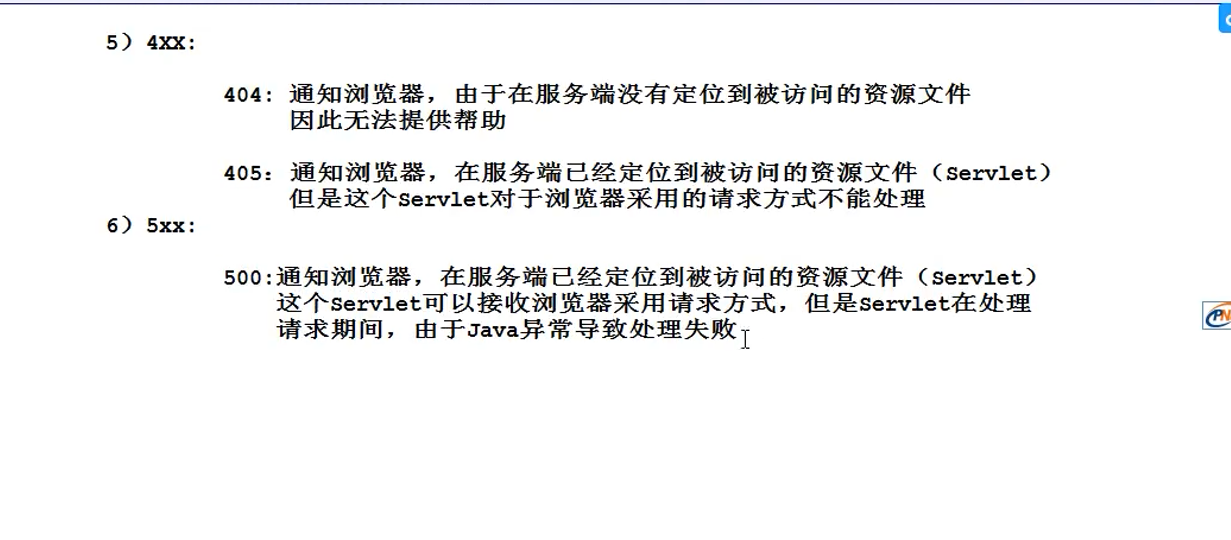 5) 4XX:
404: 通知浏览器，由于在服务端没有定位到被访问的资源文件
因此无法提供帮助
405: 通知浏览器，在服务端已经定位到被访问的资源文件（Servlet）
但是这个Servlet对于浏览器采用的请求方式不能处理
6) 5xx:
500:通知浏览器，在服务端已经定位到被访问的资源文件（Servlet）
这个Servlet可以接收浏览器采用请求方式，但是Servlet在处理
请求期间，由于Java异常导致处理失败